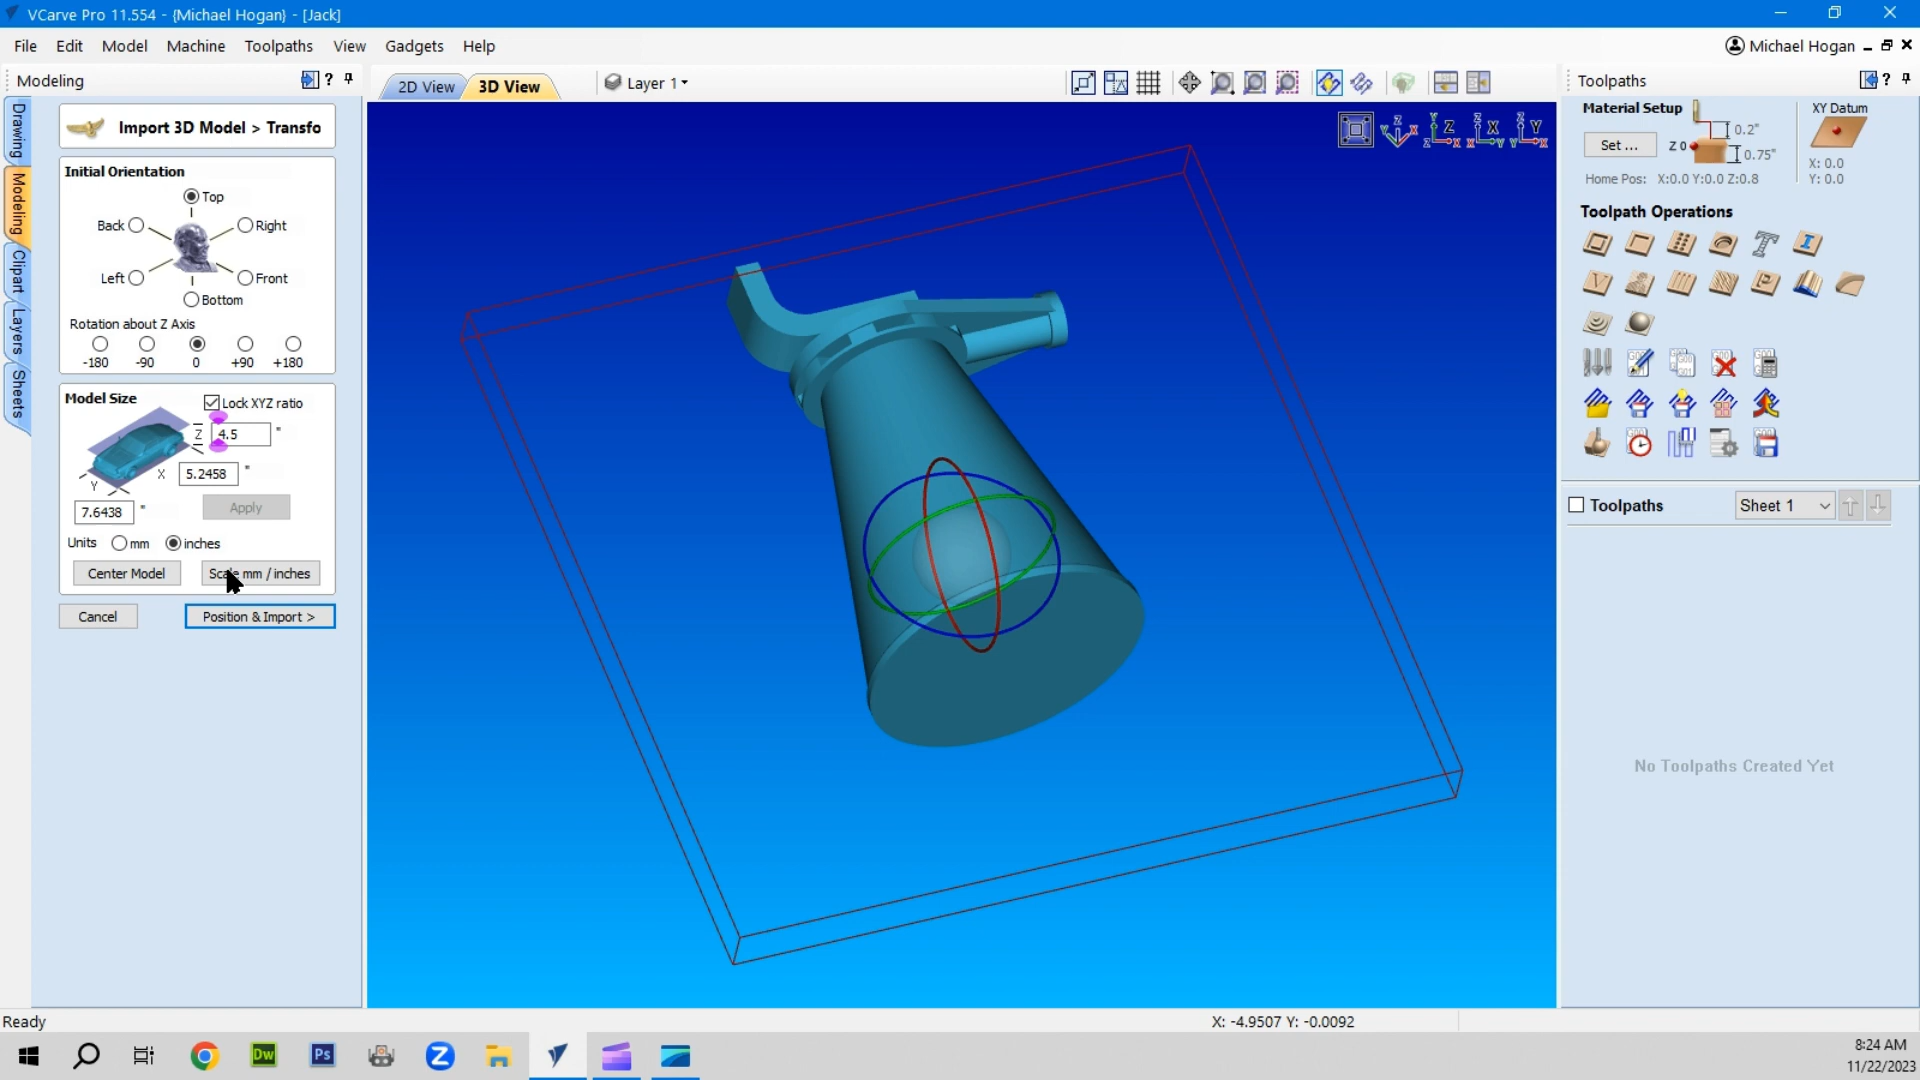 VCarve Pro 11.554 - {Michael Hogan} - [Jack]
File Edit Model Machine Toolpaths View Gadgets Help
Michael Hogan
Modeling
?
2D View
3D View
Layer 1
Toolpaths
?
Drawing
Modeling
Clipart
Layers
Sheets
Import 3D Model > Transfo
Initial Orientation
Top
Back
Right
Left
Front
Bottom
Rotation about Z Axis
-180 -90 0 +90 +180
Model Size
Lock XYZ ratio
Z 4.5 "
X 5.2458 "
Y
7.6438 "
Apply
Units mm inches
Center Model
Scale mm / inches
Cancel
Position & Import >
Material Setup
Set ...
Z 0
0.2"
0.75"
XY Datum
X: 0.0
Y: 0.0
Home Pos: X:0.0 Y:0.0 Z:0.8
Toolpath Operations
Toolpaths
Sheet 1
No Toolpaths Created Yet
Ready
X: -4.9507 Y: -0.0092
Dw
Ps
Z
8:24 AM
11/22/2023